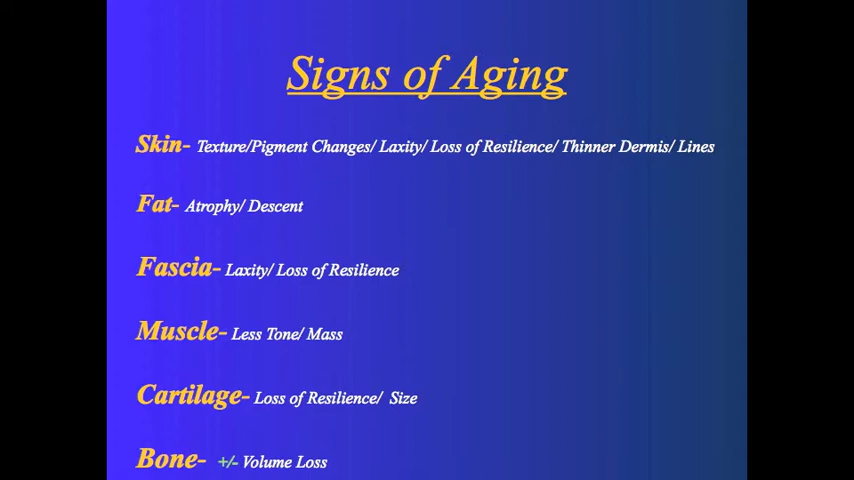 Signs of Aging
Skin- Texture/Pigment Changes/ Laxity/ Loss of Resilience/ Thinner Dermis/ Lines
Fat- Atrophy/ Descent
Fascia- Laxity/ Loss of Resilience
Muscle- Less Tone/ Mass
Cartilage- Loss of Resilience/ Size
Bone- +/- Volume Loss